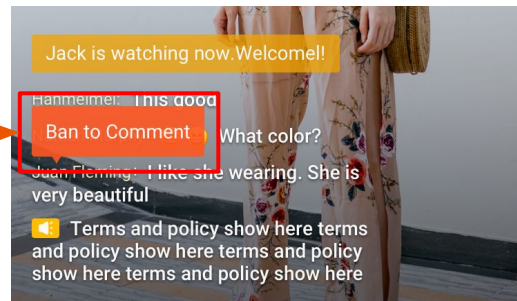 Jack is watching now.Welcomel!
Hanmeimei: This good
Ban to Comment
What color?
Juan Fleming: I like she wearing. She is
very beautiful
Terms and policy show here terms
and policy show here terms and policy
show here terms and policy show here